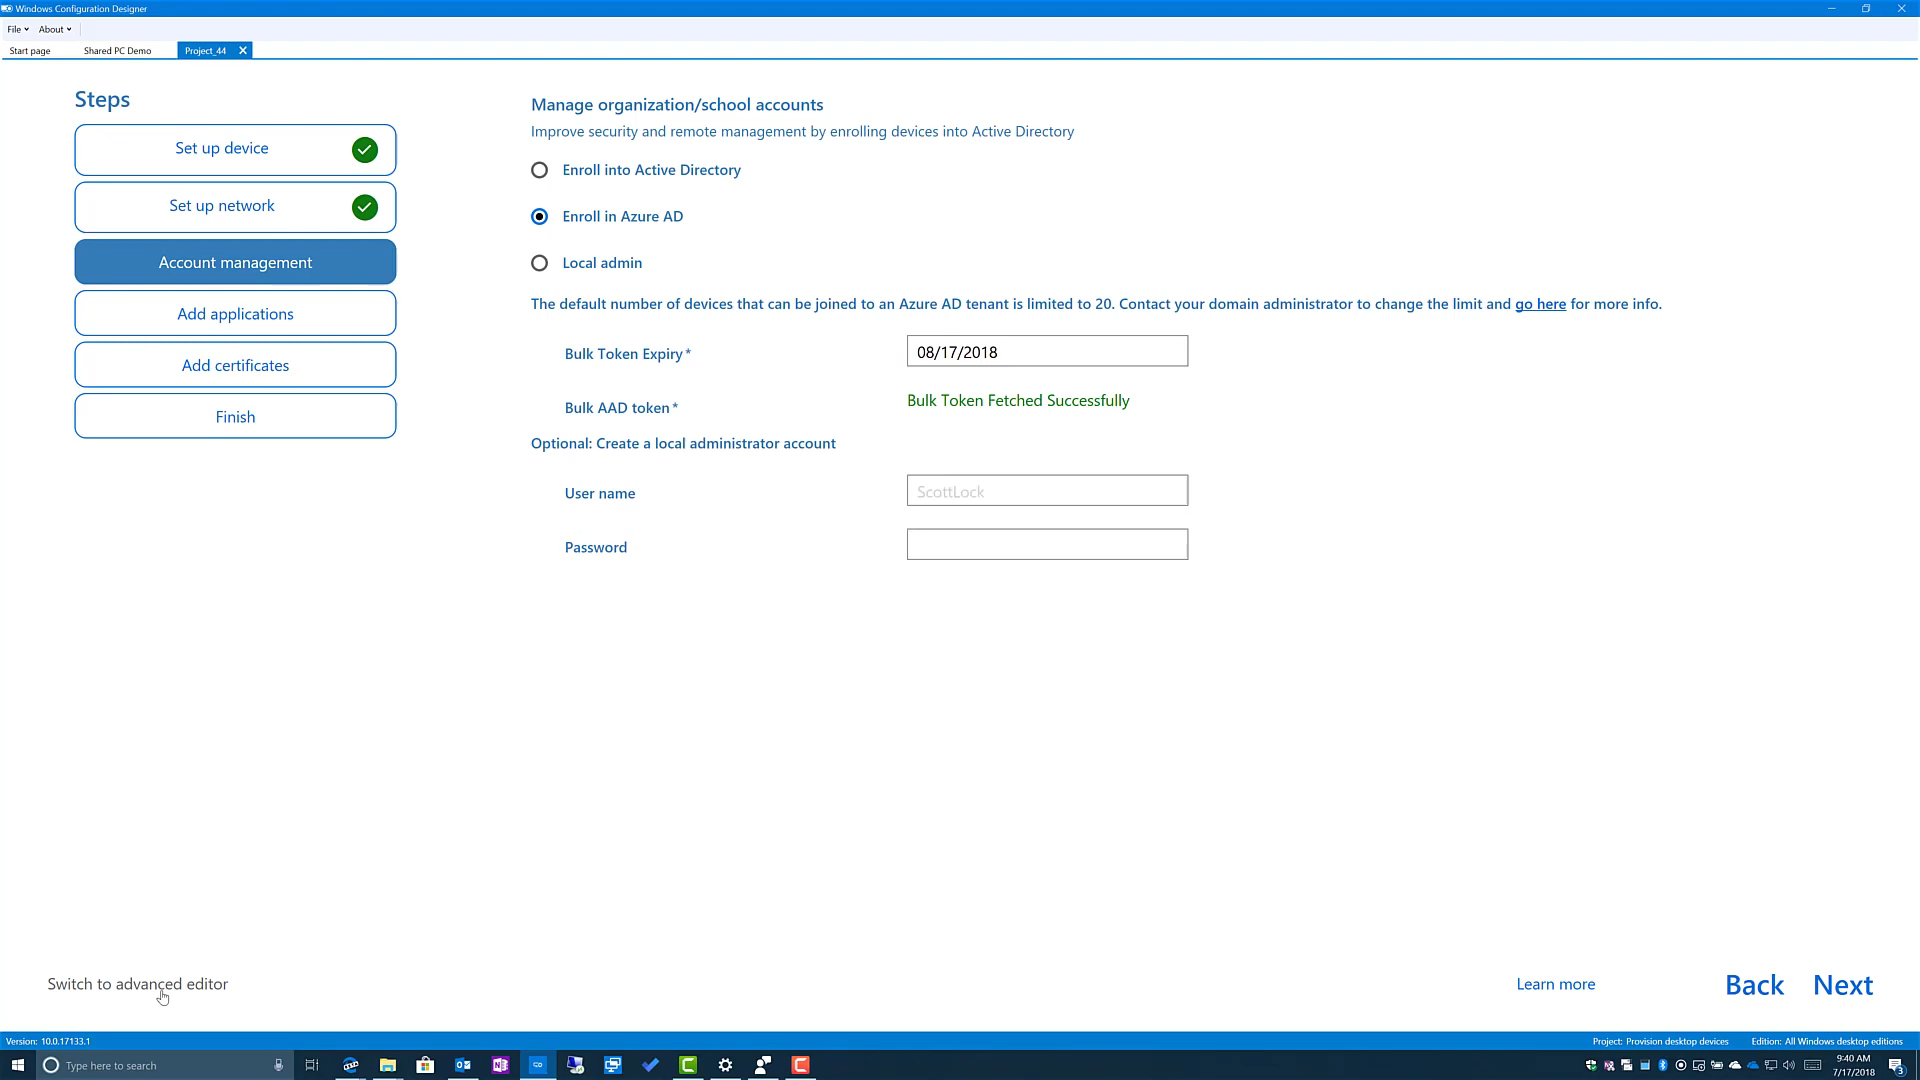 Windows Configuration Designer
File
About
Start page
Shared PC Demo
Project_44
Steps
Set up device
Set up network
Account management
Add applications
Add certificates
Finish
Manage organization/school accounts
Improve security and remote management by enrolling devices into Active Directory
Enroll into Active Directory
Enroll in Azure AD
Local admin
The default number of devices that can be joined to an Azure AD tenant is limited to 20. Contact your domain administrator to change the limit and go here for more info.
Bulk Token Expiry*
08/17/2018
Bulk AAD token*
Bulk Token Fetched Successfully
Optional: Create a local administrator account
User name
ScottLock
Password
Switch to advanced editor
Learn more
Back
Next
Version: 10.0.17133.1
Project: Provision desktop devices
Edition: All Windows desktop editions
Type here to search
9:40 AM
7/17/2018
3